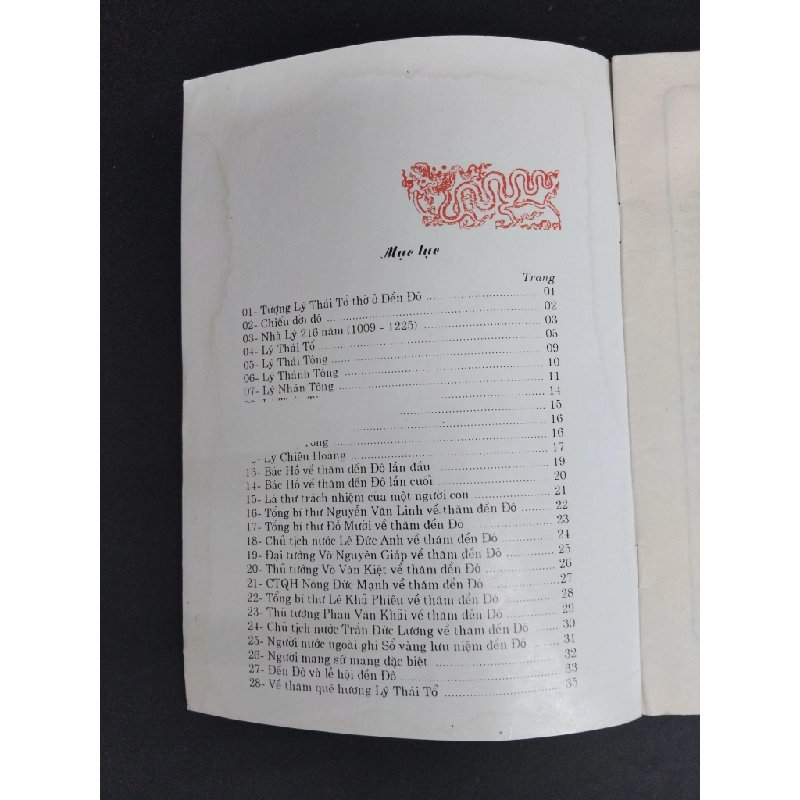 Mục lục
Trang
01- Tượng Lý Thái Tổ thờ ở Đền Đô 01
02- Chiếu dời đô 02
03- Nhà Lý 216 năm (1009 - 1225) 03
04- Lý Thái Tổ 05
05- Lý Thái Tông 09
06- Lý Thánh Tông 10
07- Lý Nhân Tông 11
14
15
16
Tông 16
Lý Chiêu Hoàng 17
13- Bác Hồ về thăm đền Đô lần đầu 19
14- Bác Hồ về thăm đền Đô lần cuối 20
15- Lá thư trách nhiệm của một người con 21
16- Tổng bí thư Nguyễn Văn Linh về thăm đền Đô 22
17- Tổng bí thư Đỗ Mười về thăm đền Đô 23
18- Chủ tịch nước Lê Đức Anh về thăm đền Đô 24
19- Đại tướng Võ Nguyên Giáp về thăm đền Đô 25
20- Thủ tướng Võ Văn Kiệt về thăm đền Đô 26
21- CTQH Nông Đức Mạnh về thăm đền Đô 27
22- Tổng bí thư Lê Khả Phiêu về thăm đền Đô 28
23- Thủ tướng Phan Văn Khải về thăm đền Đô 29
24- Chủ tịch nước Trần Đức Lương về thăm đền Đô 30
25- Người nước ngoài ghi Sổ vàng lưu niệm đền Đô 31
26- Người mang sứ mạng đặc biệt 32
27- Đền Đô và lễ hội đền Đô 33
28- Về thăm quê hương Lý Thái Tổ 35